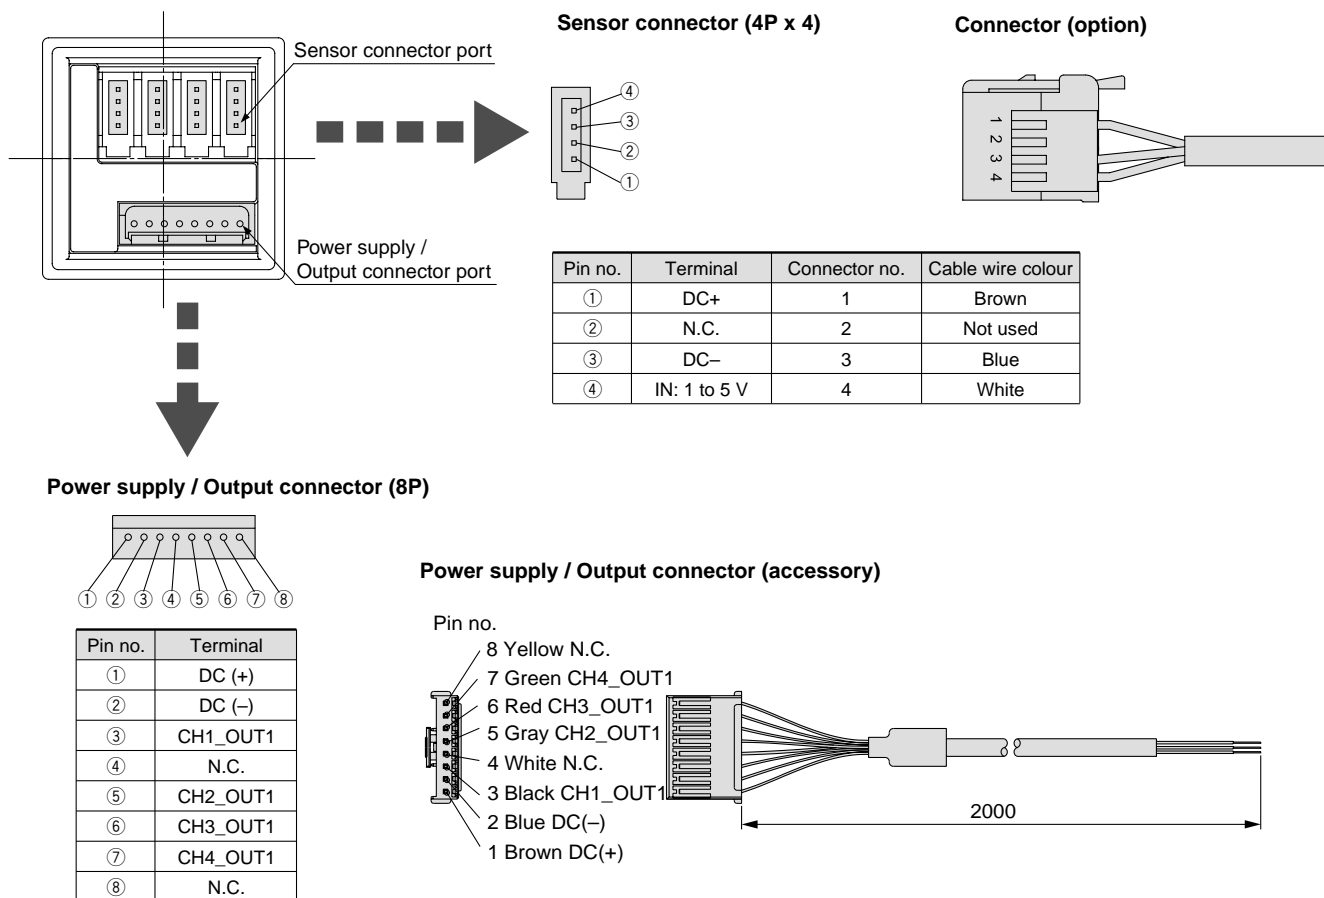 Sensor connector (4P x 4)
Connector (option)
Sensor connector port
④
③
②
①
1
2
3
4
Power supply /
Output connector port
Pin no. Terminal Connector no. Cable wire colour
① DC+ 1 Brown
② N.C. 2 Not used
③ DC– 3 Blue
④ IN: 1 to 5 V 4 White
Power supply / Output connector (8P)
① ② ③ ④ ⑤ ⑥ ⑦ ⑧
Pin no. Terminal
① DC (+)
② DC (–)
③ CH1_OUT1
④ N.C.
⑤ CH2_OUT1
⑥ CH3_OUT1
⑦ CH4_OUT1
⑧ N.C.
Power supply / Output connector (accessory)
Pin no.
8 Yellow N.C.
7 Green CH4_OUT1
6 Red CH3_OUT1
5 Gray CH2_OUT1
4 White N.C.
3 Black CH1_OUT1
2 Blue DC(–)
1 Brown DC(+)
2000